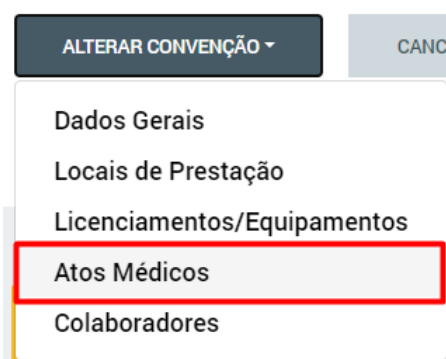 ALTERAR CONVENÇÃO
Dados Gerais
Locais de Prestação
Licenciamentos/Equipamentos
Atos Médicos
Colaboradores